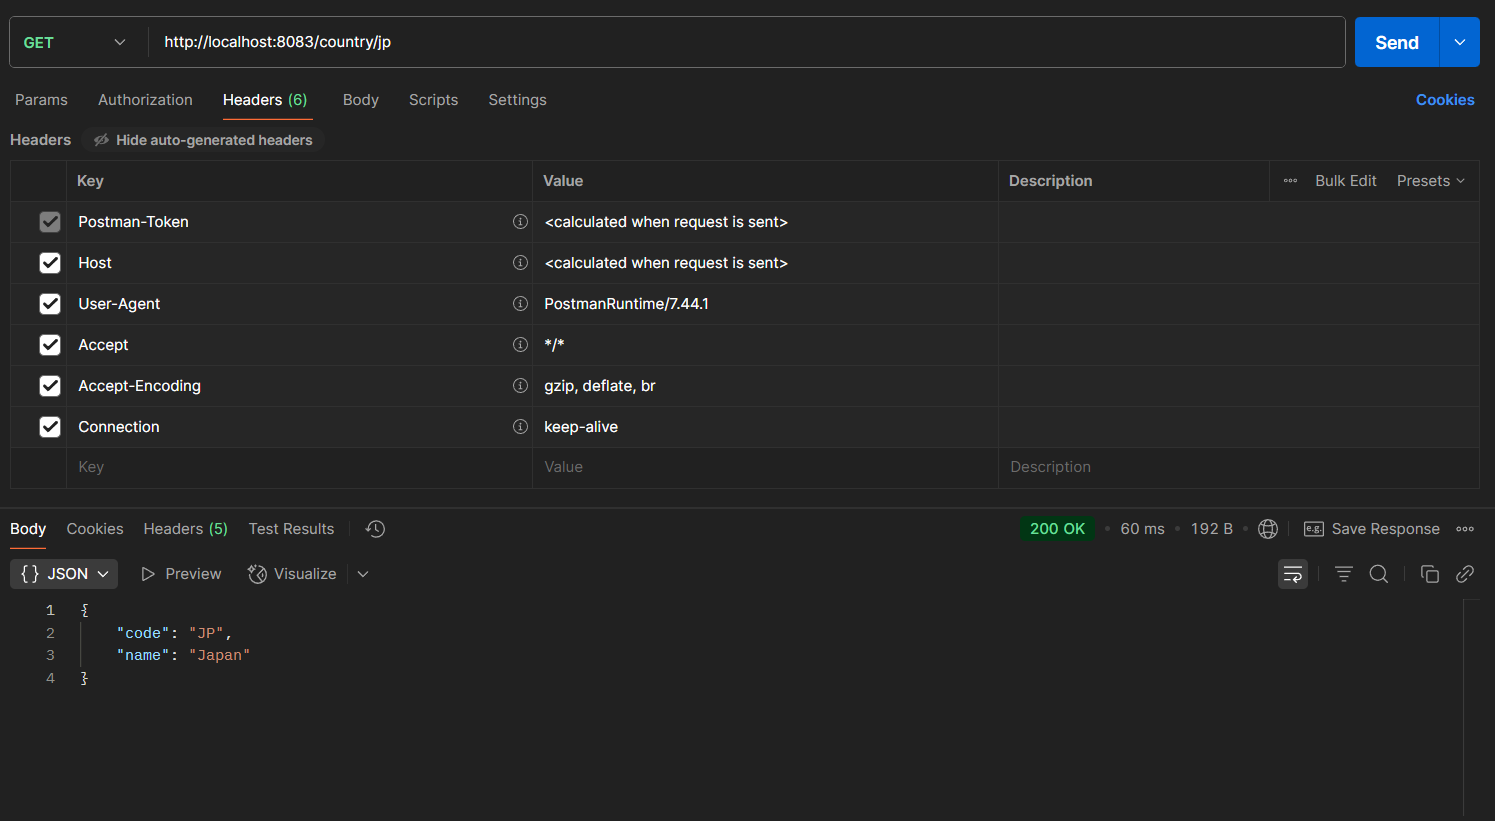 GET http://localhost:8083/country/jp Send
Params Authorization Headers (6) Body Scripts Settings Cookies
Headers Hide auto-generated headers
Key Value Description Bulk Edit Presets
Postman-Token <calculated when request is sent>
Host <calculated when request is sent>
User-Agent PostmanRuntime/7.44.1
Accept */*
Accept-Encoding gzip, deflate, br
Connection keep-alive
Key Value Description
Body Cookies Headers (5) Test Results 200 OK • 60 ms • 192 B • e.g. Save Response
{} JSON Preview Visualize
1 {
2 "code": "JP",
3 "name": "Japan"
4 }